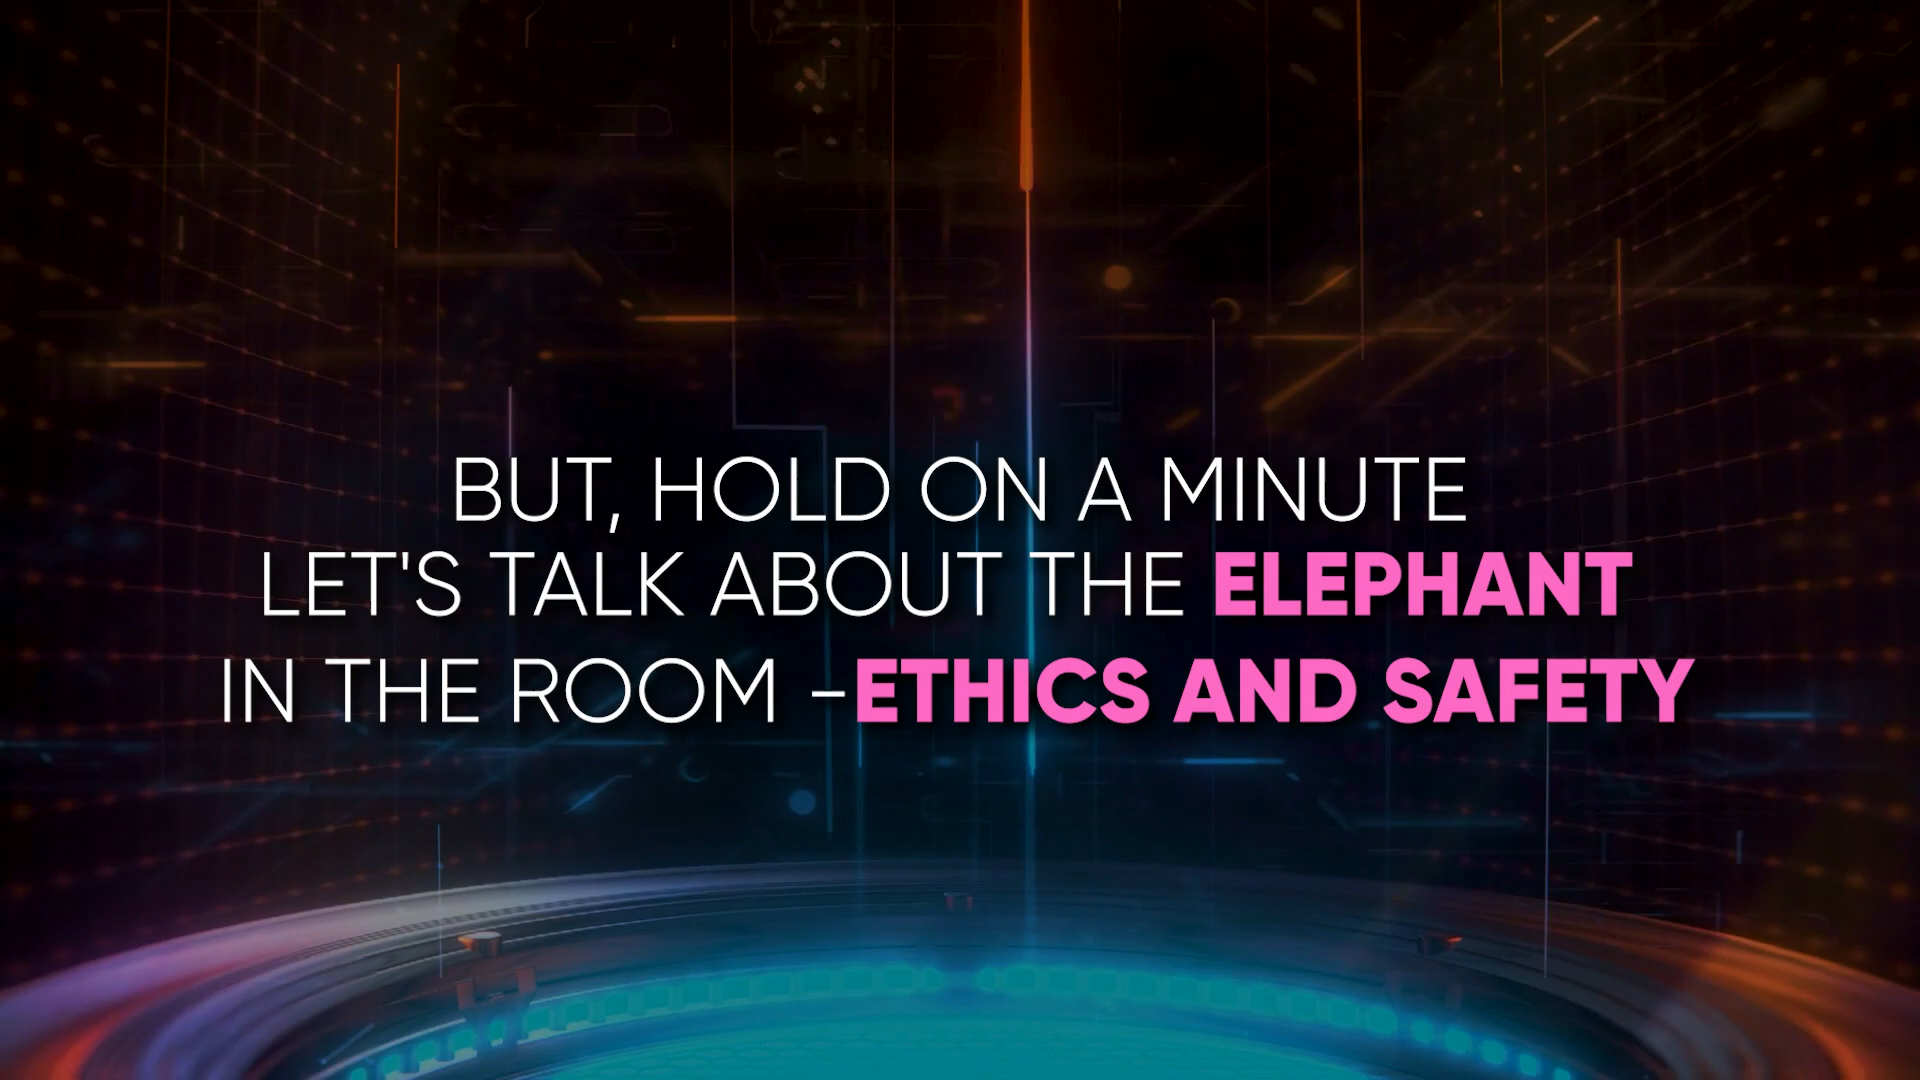 BUT, HOLD ON A MINUTE
LET'S TALK ABOUT THE ELEPHANT
IN THE ROOM –ETHICS AND SAFETY